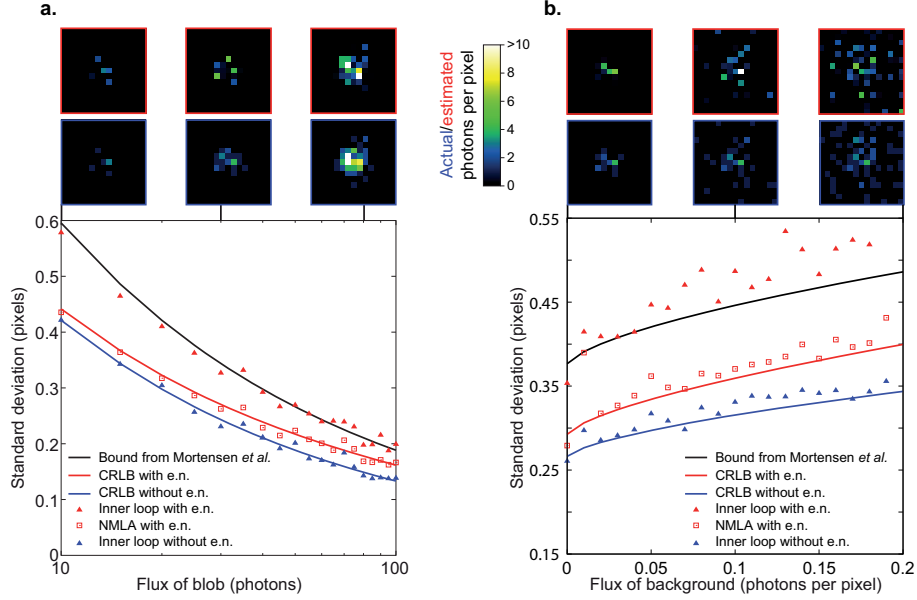 a.
b.
Actual/estimated
photons per pixel
>10
8
6
4
2
0
Standard deviation (pixels)
0.6
0.5
0.4
0.3
0.2
0.1
0
Bound from Mortensen et al.
CRLB with e.n.
CRLB without e.n.
Inner loop with e.n.
NMLA with e.n.
Inner loop without e.n.
10
100
Flux of blob (photons)
Standard deviation (pixels)
0.55
0.45
0.35
0.25
0.15
Bound from Mortensen et al.
CRLB with e.n.
CRLB without e.n.
Inner loop with e.n.
NMLA with e.n.
Inner loop without e.n.
0
0.05
0.1
0.15
0.2
Flux of background (photons per pixel)